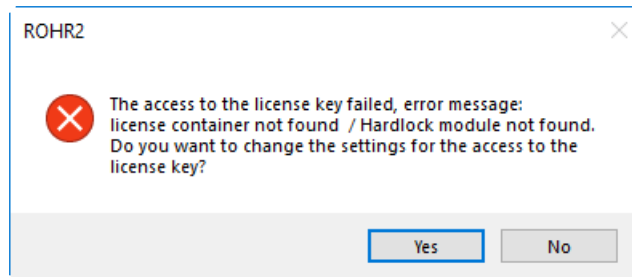 ROHR2
The access to the license key failed, error message:
license container not found  / Hardlock module not found.
Do you want to change the settings for the access to the
license key?
Yes
No